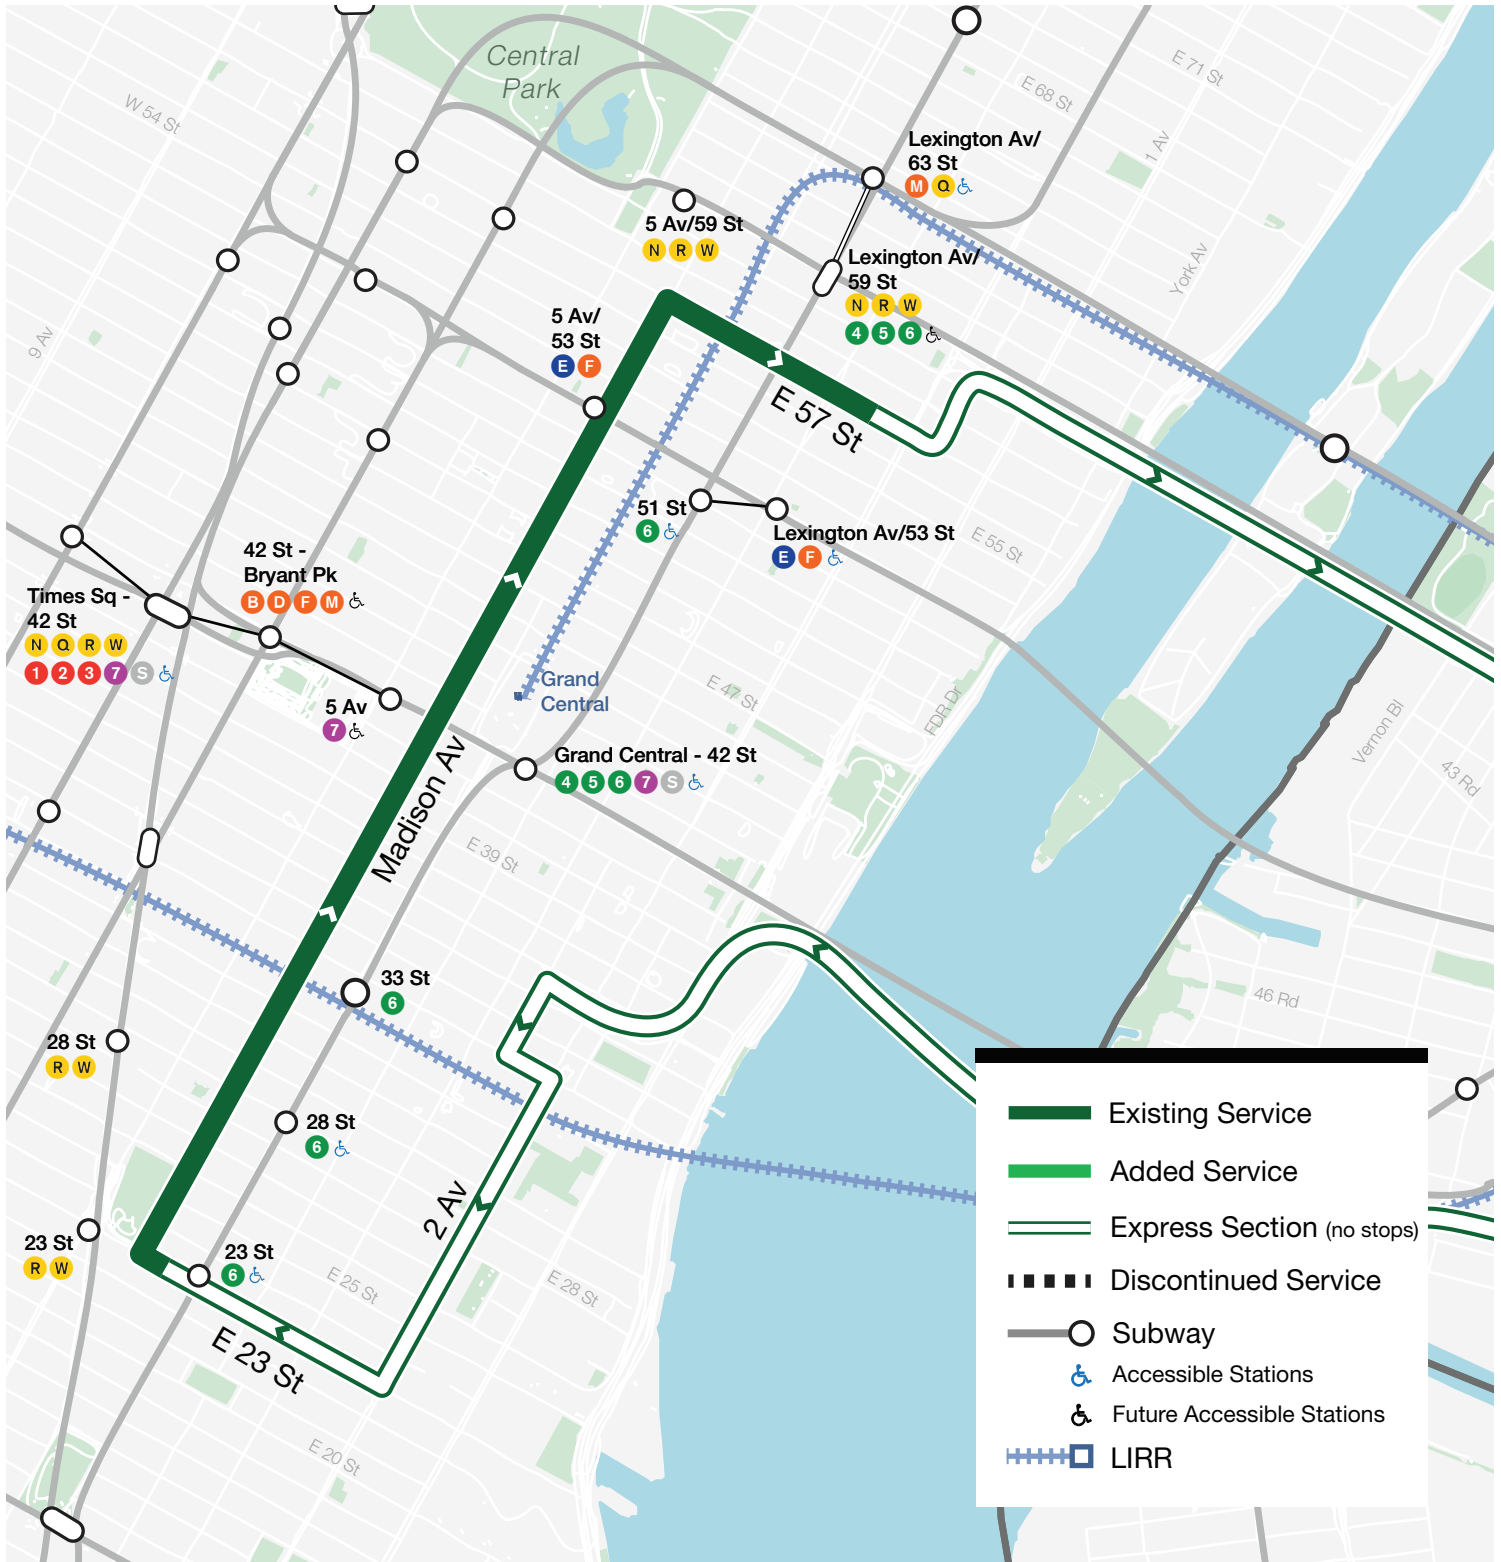 Central
Park
W 54 St
E 71 St
E 68 St
1 Av
Lexington Av/
63 St
M Q
5 Av/59 St
N R W
Lexington Av/
59 St
N R W
4 5 6
York Av
9 Av
5 Av/
53 St
E F
E 57 St
51 St
6
Lexington Av/53 St
E F
E 55 St
42 St -
Bryant Pk
B D F M
Times Sq -
42 St
N Q R W
1 2 3 7 S
5 Av
7
Grand
Central
E 47 St
FDR Dr
Vernon Bl
43 Rd
Grand Central - 42 St
4 5 6 7 S
Madison Av
E 39 St
33 St
6
46 Rd
28 St
R W
28 St
6
2 Av
23 St
R W
23 St
6
E 25 St
E 28 St
E 23 St
E 20 St
Existing Service
Added Service
Express Section (no stops)
Discontinued Service
Subway
Accessible Stations
Future Accessible Stations
LIRR